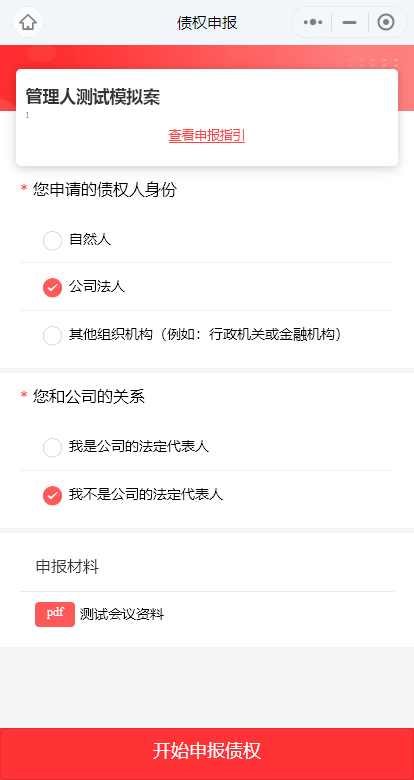 债权申报
管理人测试模拟案
1
查看申报指引
* 您申请的债权人身份
自然人
公司法人
其他组织机构（例如：行政机关或金融机构）
* 您和公司的关系
我是公司的法定代表人
我不是公司的法定代表人
申报材料
pdf 测试会议资料
开始申报债权